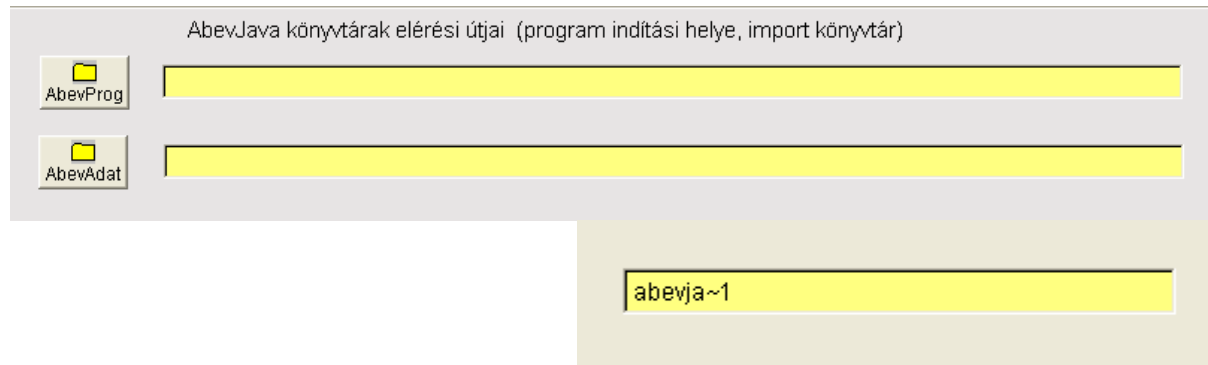 AbevJava könyvtárak elérési útjai (program indítási helye, import könyvtár)
AbevProg
AbevAdat
abevja~1